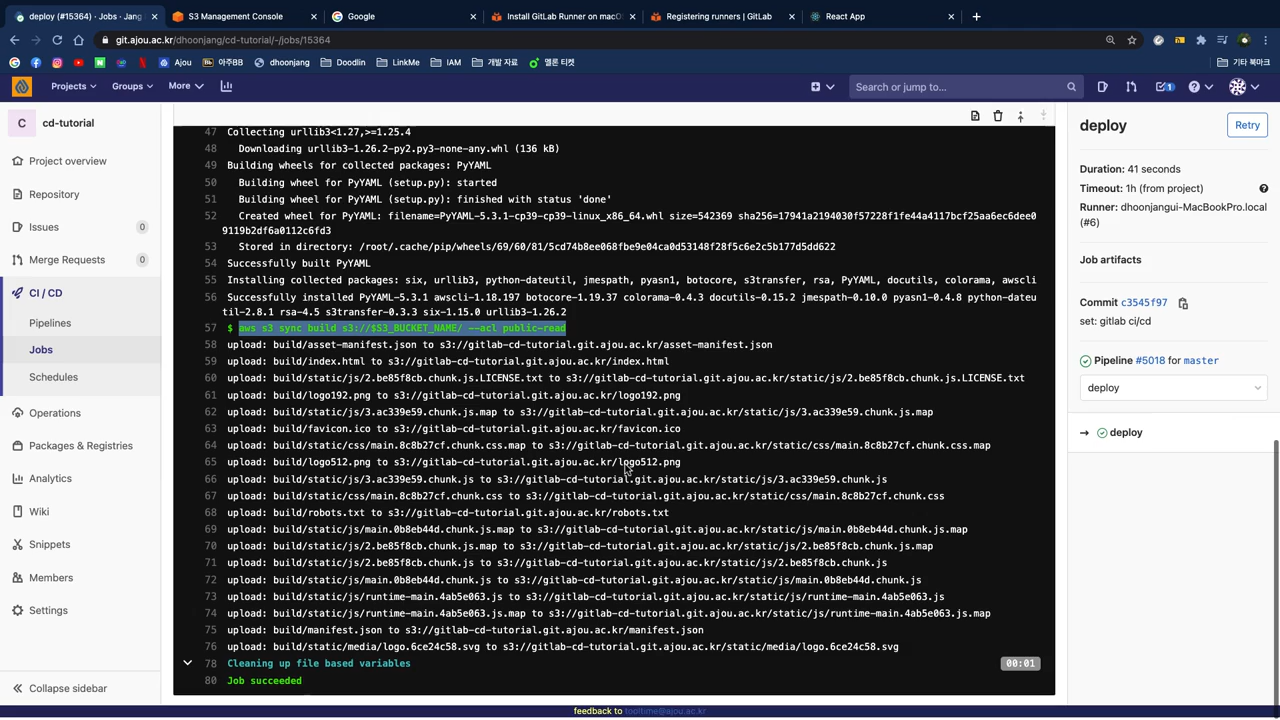 deploy (#15364) · Jobs · Jang
S3 Management Console
Google
Install GitLab Runner on macO
Registering runners | GitLab
React App
git.ajou.ac.kr/dhoonjang/cd-tutorial/-/jobs/15364
Ajou
아주BB
dhoonjang
Doodlin
LinkMe
IAM
개발 자료
멜론 티켓
기타 북마크
Projects
Groups
More
Search or jump to...
1
C
cd-tutorial
Project overview
Repository
Issues
0
Merge Requests
0
CI / CD
Pipelines
Jobs
Schedules
Operations
Packages & Registries
Analytics
Wiki
Snippets
Members
Settings
Collapse sidebar
47 Collecting urllib3<1.27,>=1.25.4
48 Downloading urllib3-1.26.2-py2.py3-none-any.whl (136 kB)
49 Building wheels for collected packages: PyYAML
50 Building wheel for PyYAML (setup.py): started
51 Building wheel for PyYAML (setup.py): finished with status 'done'
52 Created wheel for PyYAML: filename=PyYAML-5.3.1-cp39-cp39-linux_x86_64.whl size=542369 sha256=17941a2194030f57228f1fe44a4117bcf25aa6ec6dee0
9119b2df6a0112c6fd3
53 Stored in directory: /root/.cache/pip/wheels/69/60/81/5cd74b8ee068fbe9e04ca0d53148f28f5c6e2c5b177d5dd622
54 Successfully built PyYAML
55 Installing collected packages: six, urllib3, python-dateutil, jmespath, pyasn1, botocore, s3transfer, rsa, PyYAML, docutils, colorama, awscli
56 Successfully installed PyYAML-5.3.1 awscli-1.18.197 botocore-1.19.37 colorama-0.4.3 docutils-0.15.2 jmespath-0.10.0 pyasn1-0.4.8 python-dateu
til-2.8.1 rsa-4.5 s3transfer-0.3.3 six-1.15.0 urllib3-1.26.2
57 $ aws s3 sync build s3://$S3_BUCKET_NAME/ --acl public-read
58 upload: build/asset-manifest.json to s3://gitlab-cd-tutorial.git.ajou.ac.kr/asset-manifest.json
59 upload: build/index.html to s3://gitlab-cd-tutorial.git.ajou.ac.kr/index.html
60 upload: build/static/js/2.be85f8cb.chunk.js.LICENSE.txt to s3://gitlab-cd-tutorial.git.ajou.ac.kr/static/js/2.be85f8cb.chunk.js.LICENSE.txt
61 upload: build/logo192.png to s3://gitlab-cd-tutorial.git.ajou.ac.kr/logo192.png
62 upload: build/static/js/3.ac339e59.chunk.js.map to s3://gitlab-cd-tutorial.git.ajou.ac.kr/static/js/3.ac339e59.chunk.js.map
63 upload: build/favicon.ico to s3://gitlab-cd-tutorial.git.ajou.ac.kr/favicon.ico
64 upload: build/static/css/main.8c8b27cf.chunk.css.map to s3://gitlab-cd-tutorial.git.ajou.ac.kr/static/css/main.8c8b27cf.chunk.css.map
65 upload: build/logo512.png to s3://gitlab-cd-tutorial.git.ajou.ac.kr/logo512.png
66 upload: build/static/js/3.ac339e59.chunk.js to s3://gitlab-cd-tutorial.git.ajou.ac.kr/static/js/3.ac339e59.chunk.js
67 upload: build/static/css/main.8c8b27cf.chunk.css to s3://gitlab-cd-tutorial.git.ajou.ac.kr/static/css/main.8c8b27cf.chunk.css
68 upload: build/robots.txt to s3://gitlab-cd-tutorial.git.ajou.ac.kr/robots.txt
69 upload: build/static/js/main.0b8eb44d.chunk.js.map to s3://gitlab-cd-tutorial.git.ajou.ac.kr/static/js/main.0b8eb44d.chunk.js.map
70 upload: build/static/js/2.be85f8cb.chunk.js.map to s3://gitlab-cd-tutorial.git.ajou.ac.kr/static/js/2.be85f8cb.chunk.js.map
71 upload: build/static/js/2.be85f8cb.chunk.js to s3://gitlab-cd-tutorial.git.ajou.ac.kr/static/js/2.be85f8cb.chunk.js
72 upload: build/static/js/main.0b8eb44d.chunk.js to s3://gitlab-cd-tutorial.git.ajou.ac.kr/static/js/main.0b8eb44d.chunk.js
73 upload: build/static/js/runtime-main.4ab5e063.js to s3://gitlab-cd-tutorial.git.ajou.ac.kr/static/js/runtime-main.4ab5e063.js
74 upload: build/static/js/runtime-main.4ab5e063.js.map to s3://gitlab-cd-tutorial.git.ajou.ac.kr/static/js/runtime-main.4ab5e063.js.map
75 upload: build/manifest.json to s3://gitlab-cd-tutorial.git.ajou.ac.kr/manifest.json
76 upload: build/static/media/logo.6ce24c58.svg to s3://gitlab-cd-tutorial.git.ajou.ac.kr/static/media/logo.6ce24c58.svg
78 Cleaning up file based variables 00:01
80 Job succeeded
deploy
Retry
Duration: 41 seconds
Timeout: 1h (from project)
Runner: dhoonjangui-MacBookPro.local
(#6)
Job artifacts
Commit c3545f97
set: gitlab ci/cd
Pipeline #5018 for master
deploy
→ deploy
feedback to tooltime@ajou.ac.kr